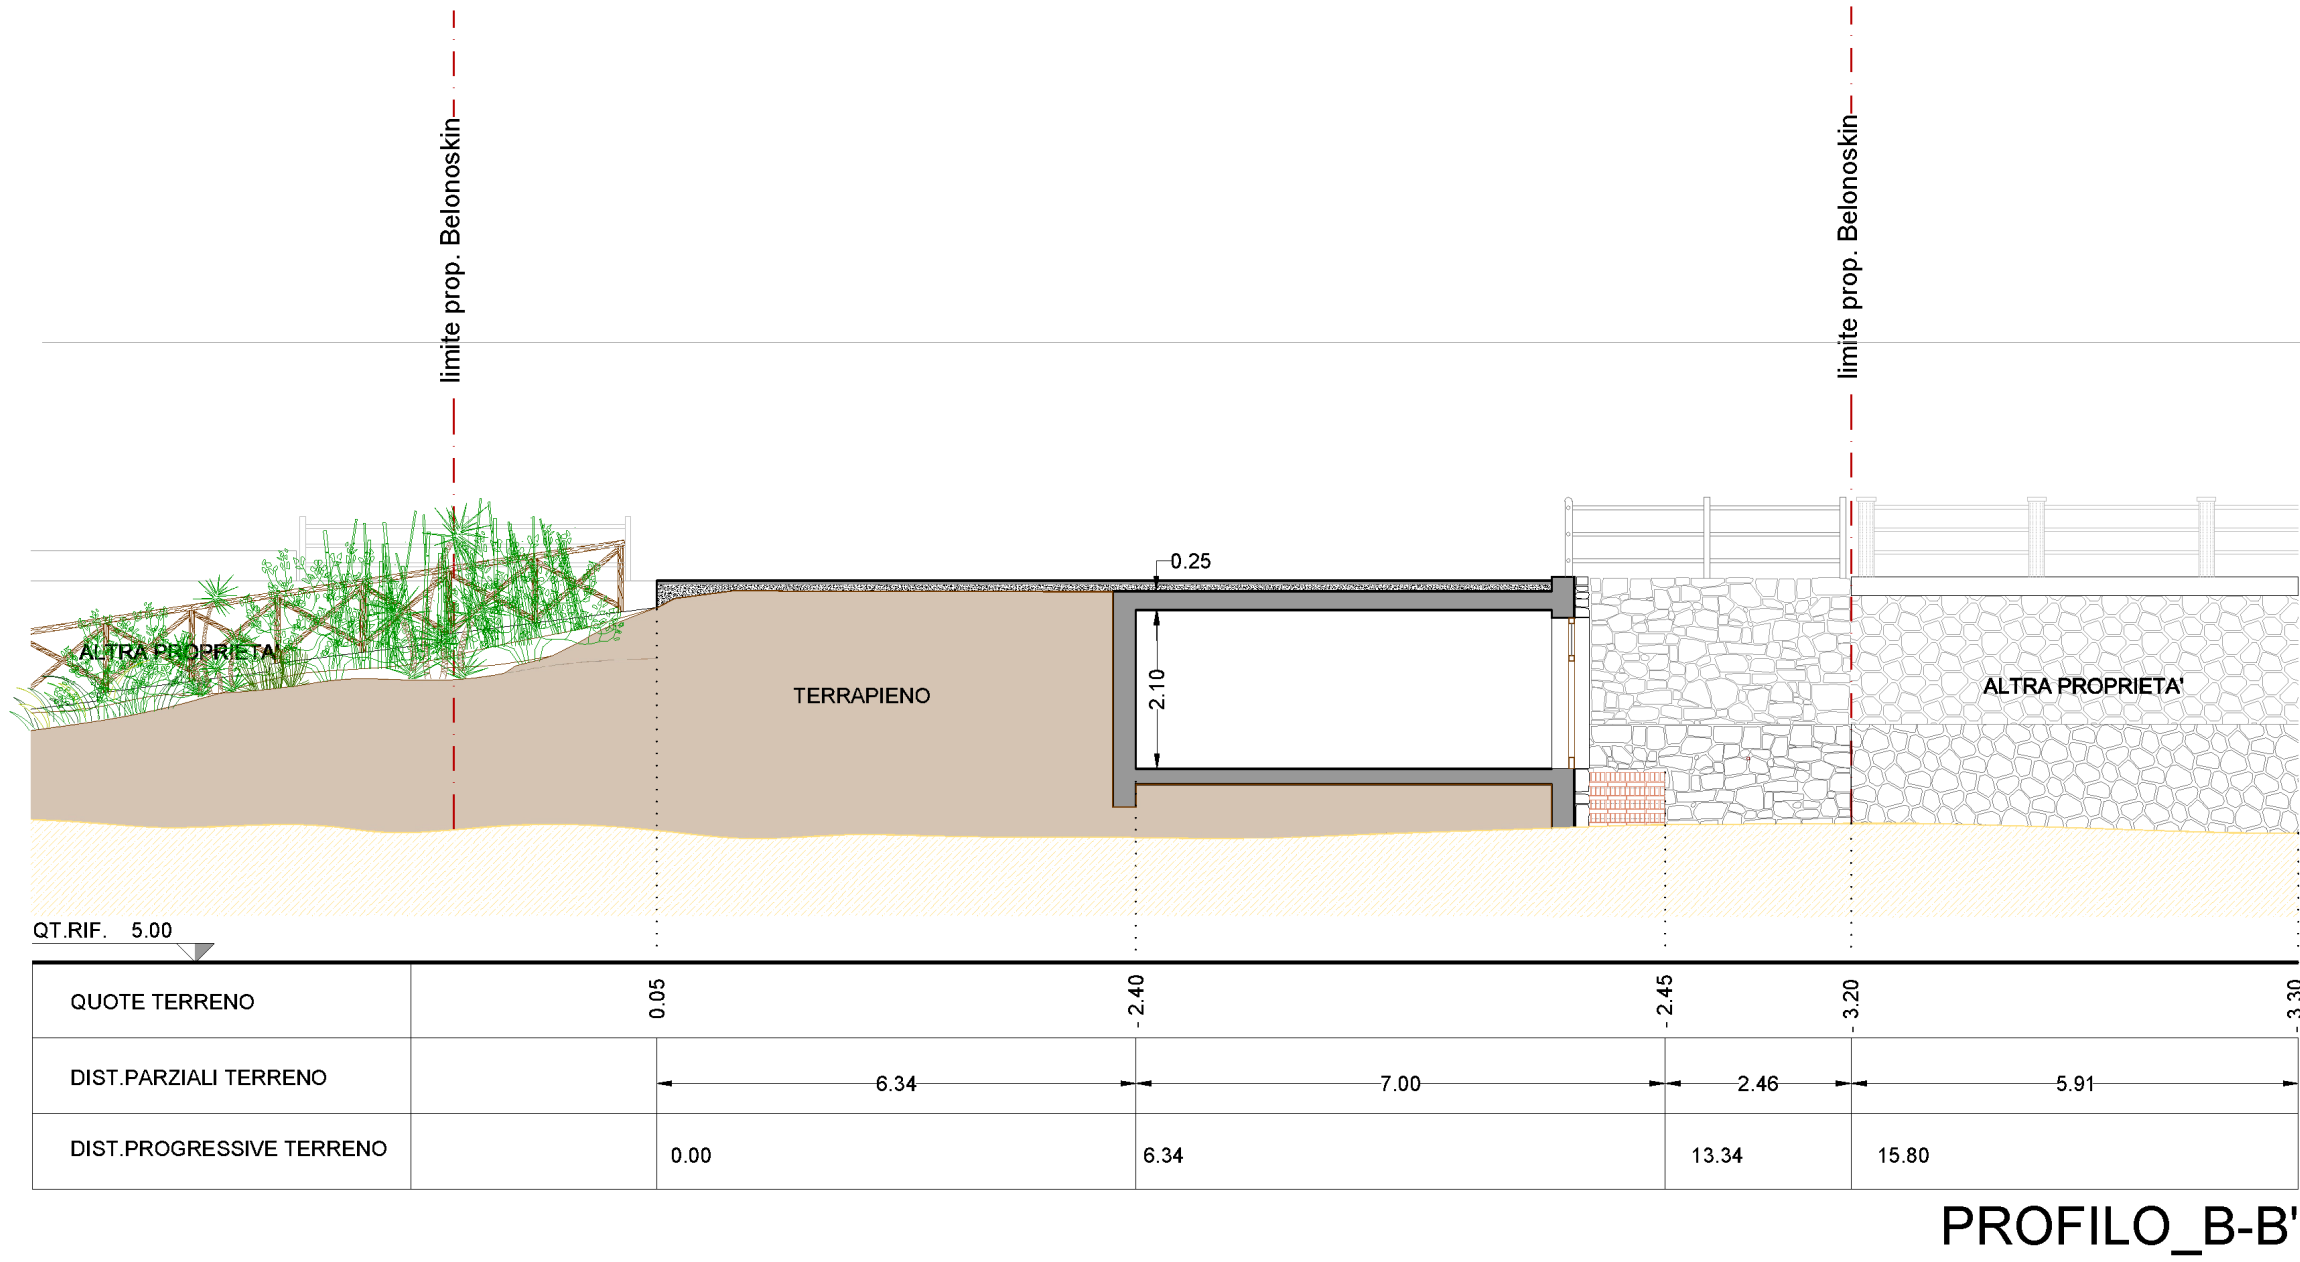 limite prop. Belonoskin
limite prop. Belonoskin
0.25
ALTRA PROPRIETA'
TERRAPIENO
2.10
ALTRA PROPRIETA'
QT.RIF. 5.00
QUOTE TERRENO 0.05 - 2.40 - 2.45 - 3.20 - 3.30
DIST.PARZIALI TERRENO 6.34 7.00 2.46 5.91
DIST.PROGRESSIVE TERRENO 0.00 6.34 13.34 15.80
PROFILO_B-B'